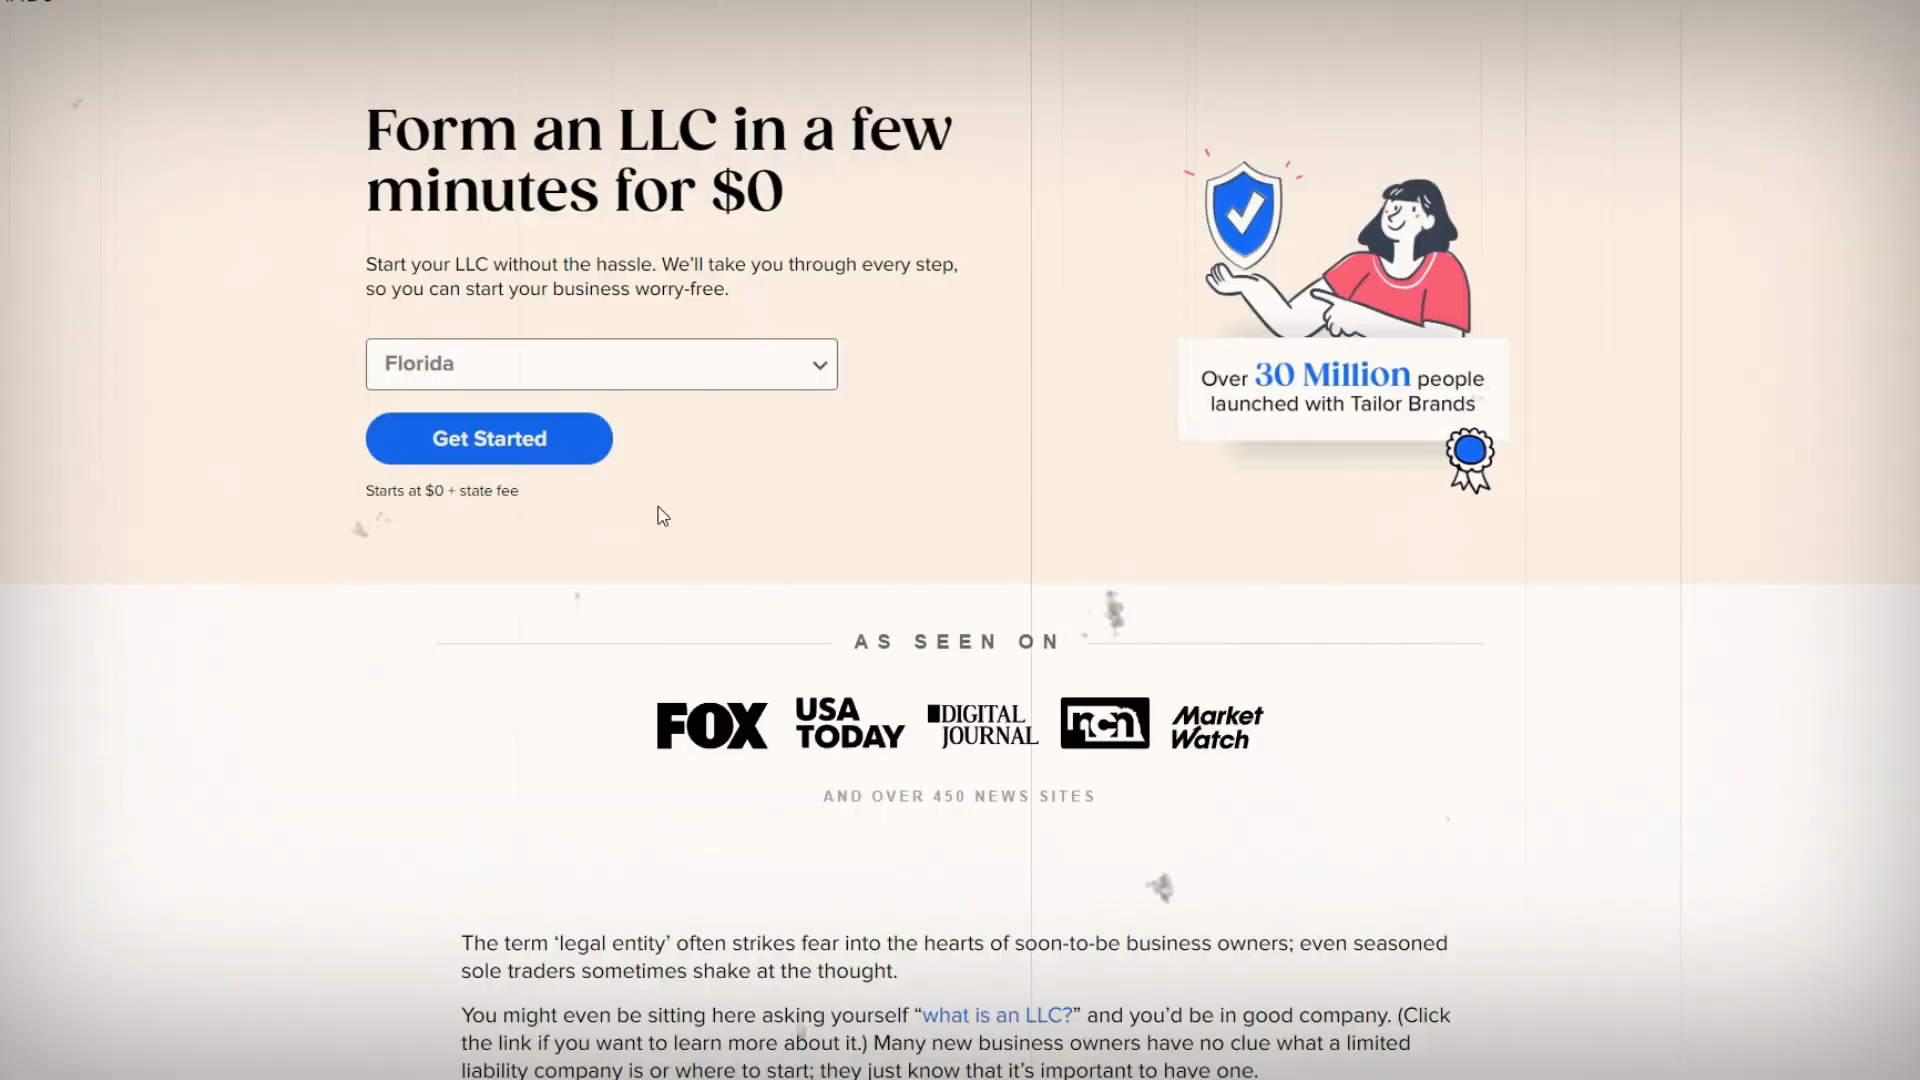 Form an LLC in a few
minutes for $0
Start your LLC without the hassle. We'll take you through every step,
so you can start your business worry-free.
Florida
Get Started
Starts at $0 + state fee
Over 30 Million people
launched with Tailor Brands
AS SEEN ON
FOX
USA
TODAY
DIGITAL
JOURNAL
rcn
Market
Watch
AND OVER 450 NEWS SITES
The term ‘legal entity’ often strikes fear into the hearts of soon-to-be business owners; even seasoned
sole traders sometimes shake at the thought.
You might even be sitting here asking yourself “what is an LLC?” and you’d be in good company. (Click
the link if you want to learn more about it.) Many new business owners have no clue what a limited
liability company is or where to start; they just know that it’s important to have one.